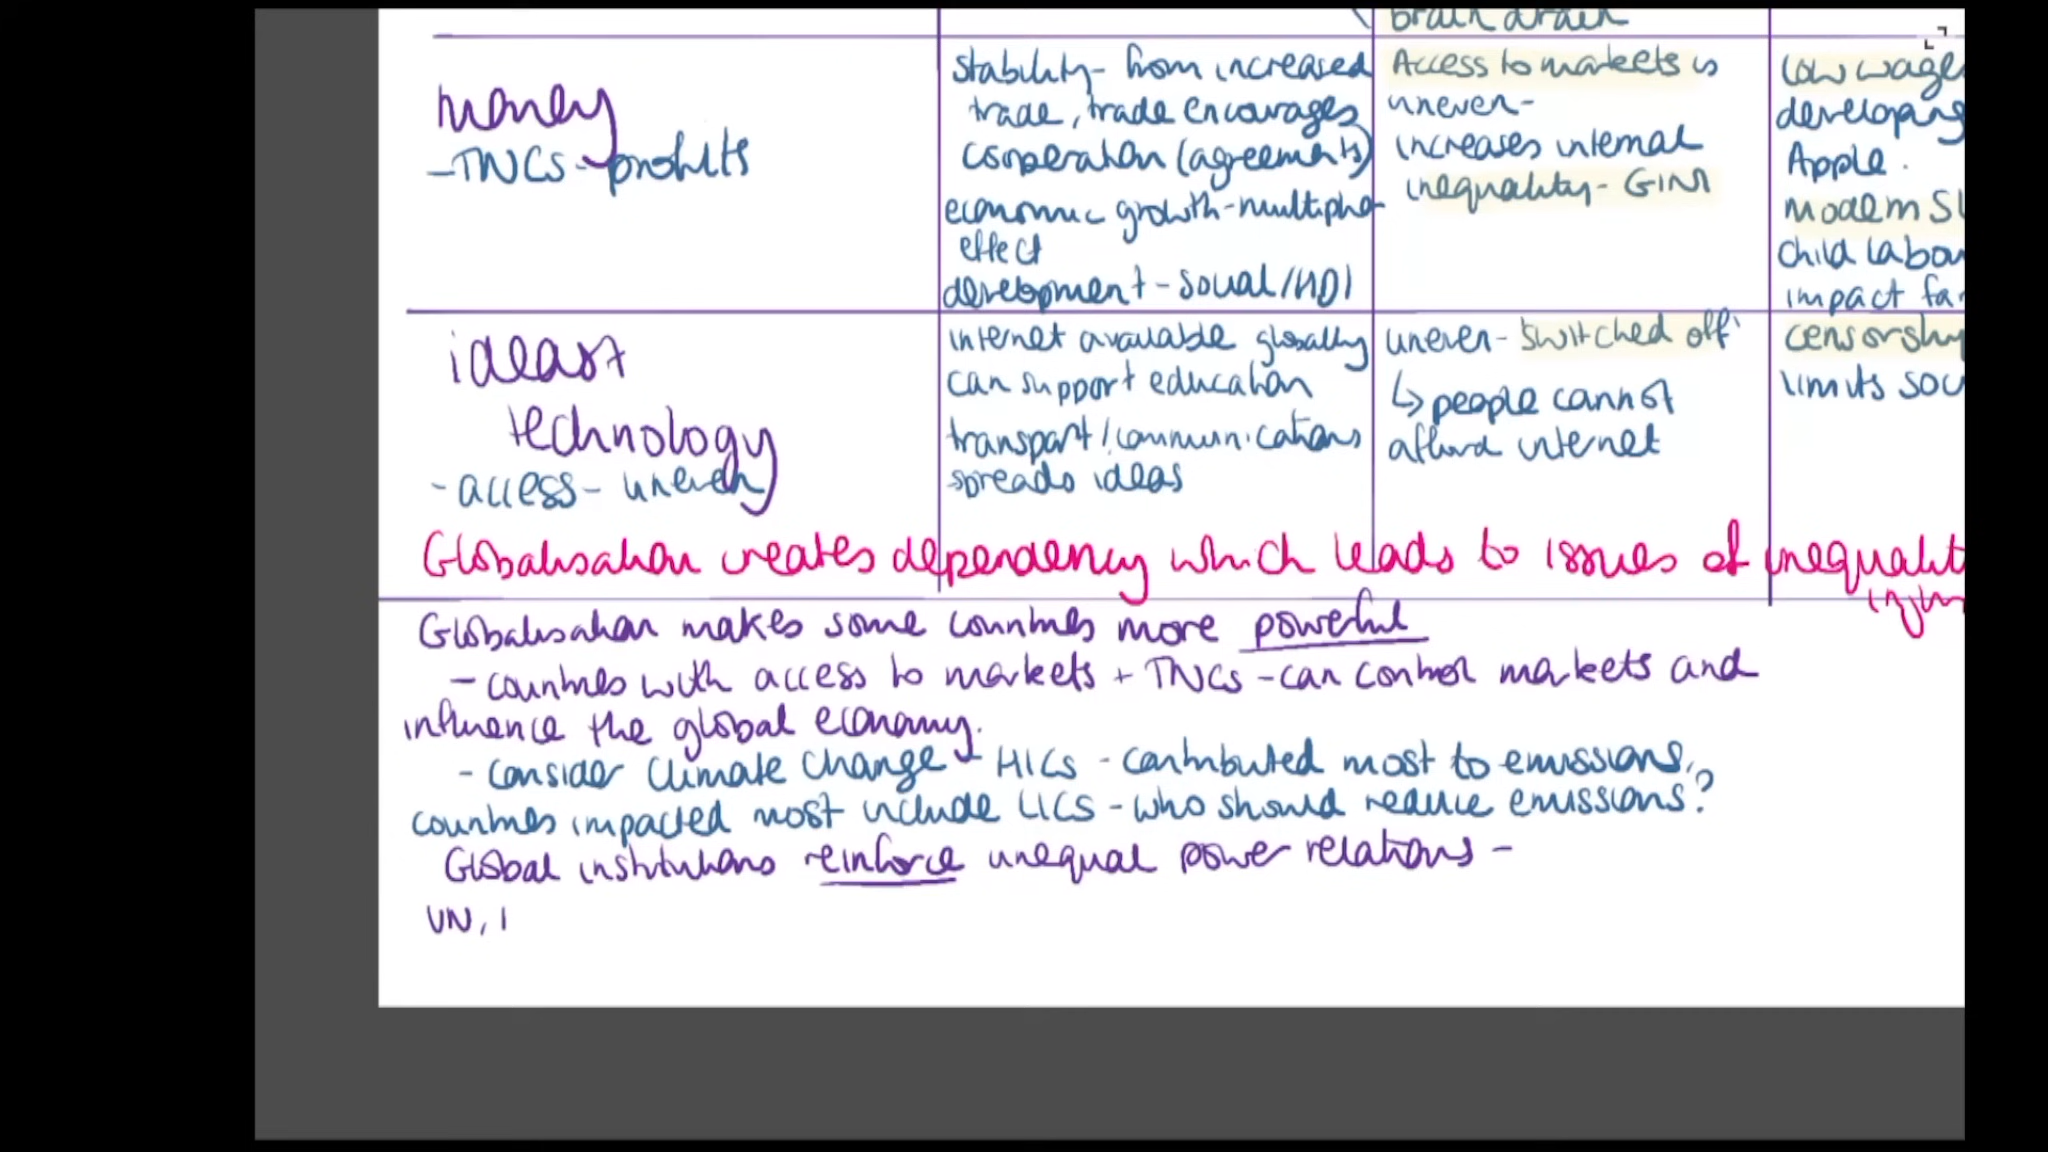 brain drain
money
- TNCS - profits
stability - from increased
trade, trade encourages
cooperation (agreements)
economic growth - multiplier
effect
development - social / HDI
Access to markets is
uneven -
increases internal
inequality - GINI
low wage
developing
Apple.
modern Sl
child labou
impact fa
ideas +
technology
- access - uneven
internet available globally
can support education
transport / communications
spreads ideas
uneven - 'switched off'
↳ people cannot
afford internet
censorship
limits soc
Globalisation creates dependency which leads to issues of inequalit
Globalisation makes some countries more powerful
- countries with access to markets + TNCS - can control markets and
influence the global economy.
- consider climate change - HICS - contributed most to emissions,
countries impacted most include LICS - who should reduce emissions?
Global institutions reinforce unequal power relations -
UN, I